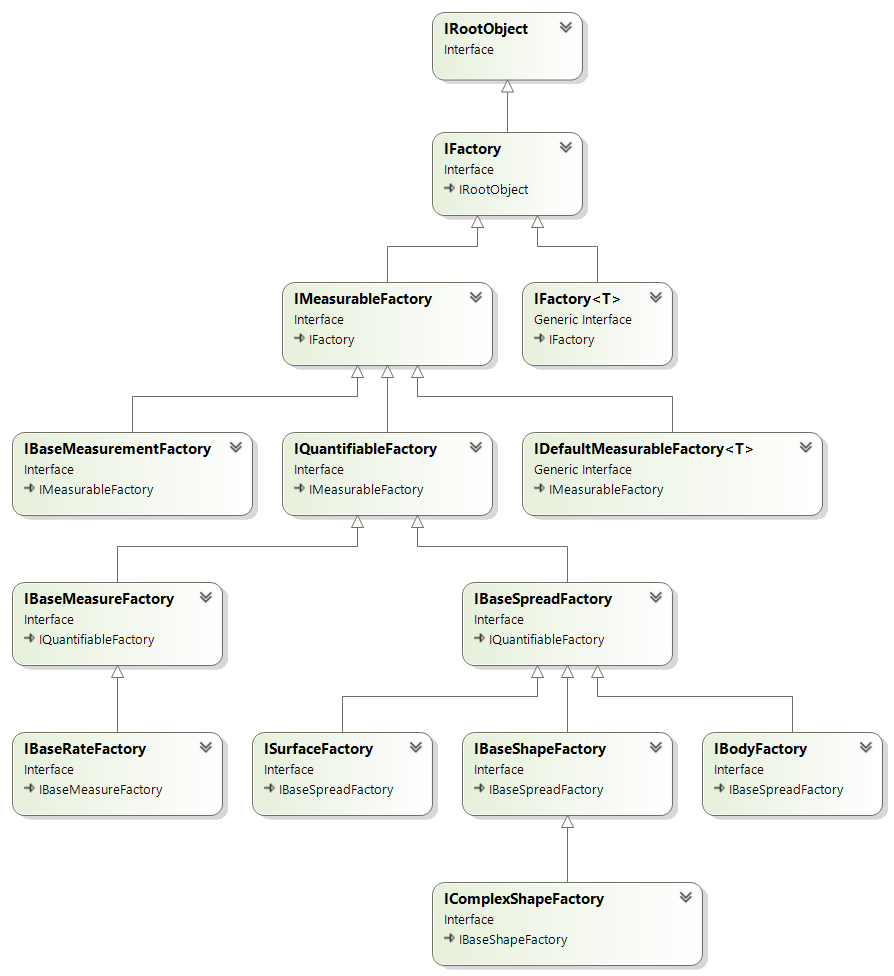 IRootObject
Interface
IFactory
Interface
IRootObject
IMeasurableFactory
Interface
IFactory
IFactory<T>
Generic Interface
IFactory
IBaseMeasurementFactory
Interface
IMeasurableFactory
IQuantifiableFactory
Interface
IMeasurableFactory
IDefaultMeasurableFactory<T>
Generic Interface
IMeasurableFactory
IBaseMeasureFactory
Interface
IQuantifiableFactory
IBaseSpreadFactory
Interface
IQuantifiableFactory
IBaseRateFactory
Interface
IBaseMeasureFactory
ISurfaceFactory
Interface
IBaseSpreadFactory
IBaseShapeFactory
Interface
IBaseSpreadFactory
IBodyFactory
Interface
IBaseSpreadFactory
IComplexShapeFactory
Interface
IBaseShapeFactory